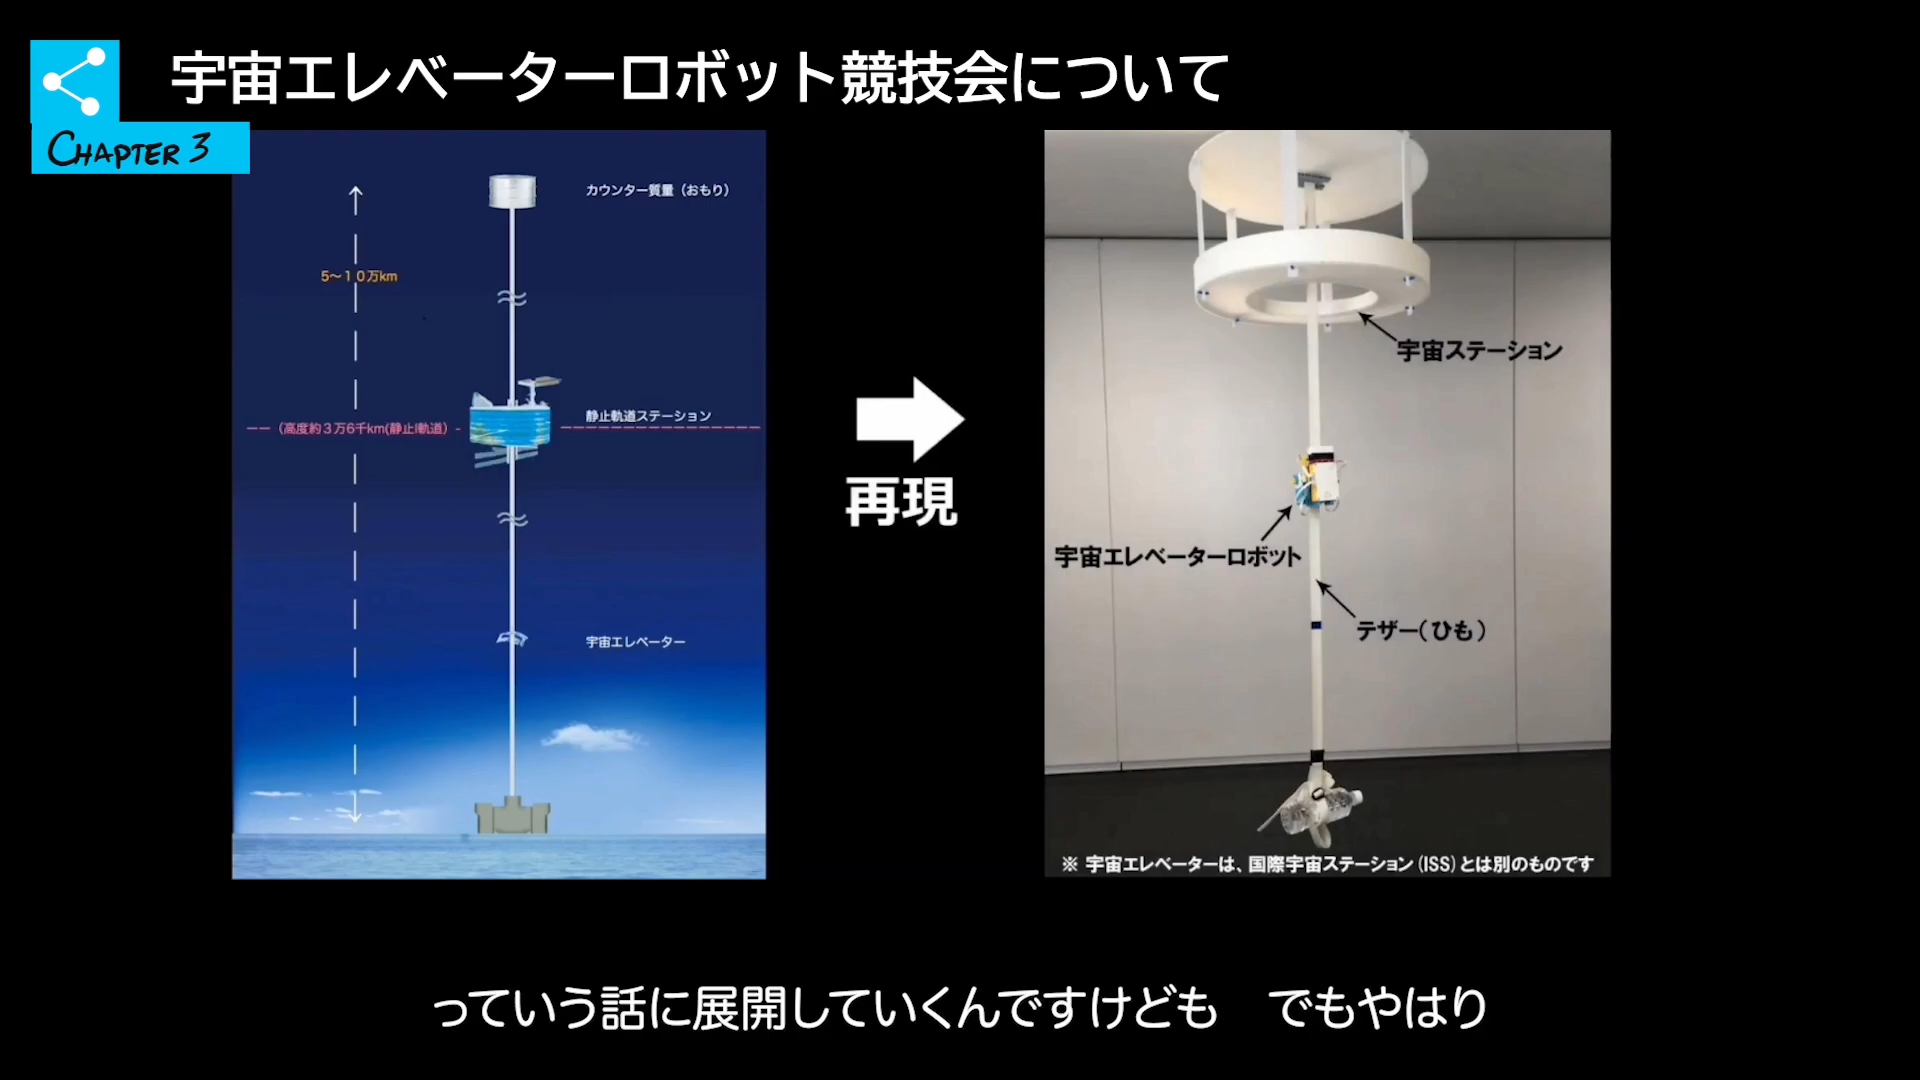 宇宙エレベーターロボット競技会について
CHAPTER 3
カウンター質量（おもり）
5～１０万km
静止軌道ステーション
（高度約３万6千km(静止軌道）
宇宙エレベーター
再現
宇宙ステーション
宇宙エレベーターロボット
テザー（ひも）
※ 宇宙エレベーターは、国際宇宙ステーション（ISS）とは別のものです
っていう話に展開していくんですけども　でもやはり